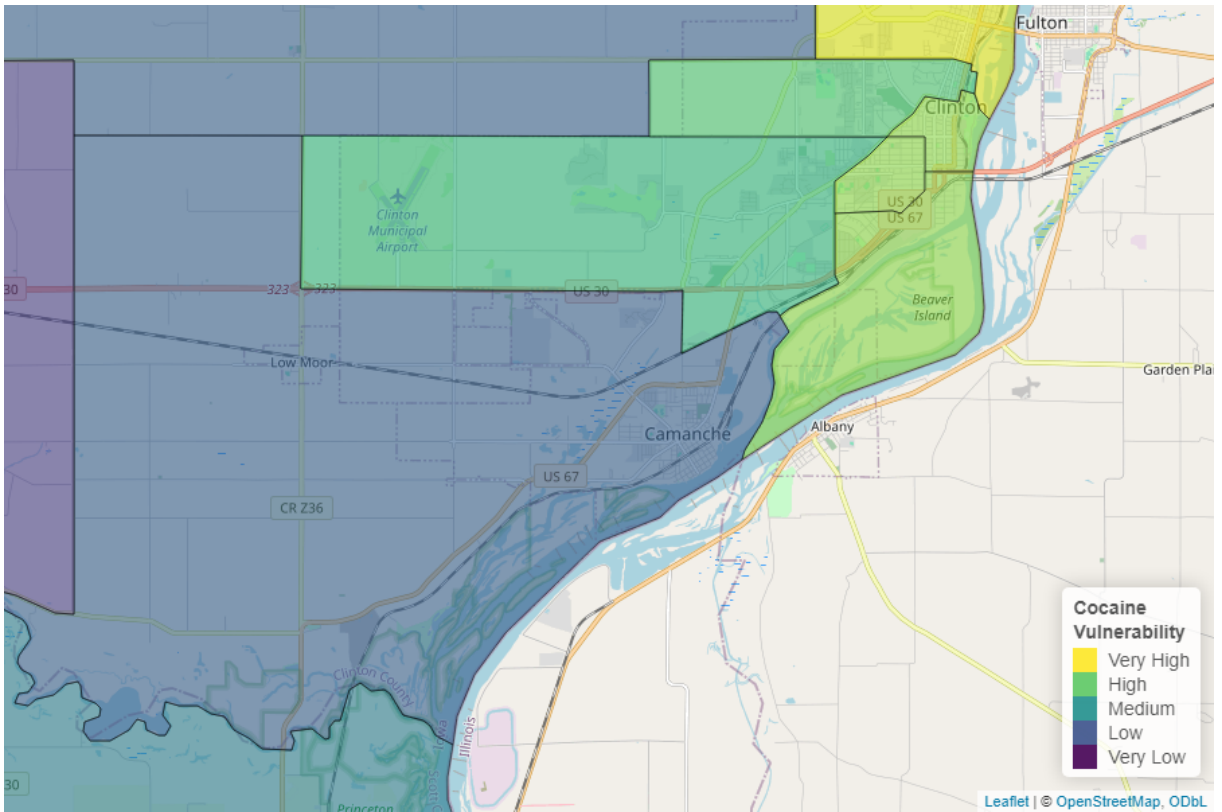 Fulton
Clinton
Clinton
Municipal
Airport
US 30
US 67
30
323
323
US 30
Beaver
Island
Low Moor
Garden Plai
Camanche
Albany
US 67
CR Z36
Clinton County
Iowa
Illinois
30
Princeton
Cocaine
Vulnerability
Very High
High
Medium
Low
Very Low
Leaflet | © OpenStreetMap, ODbL